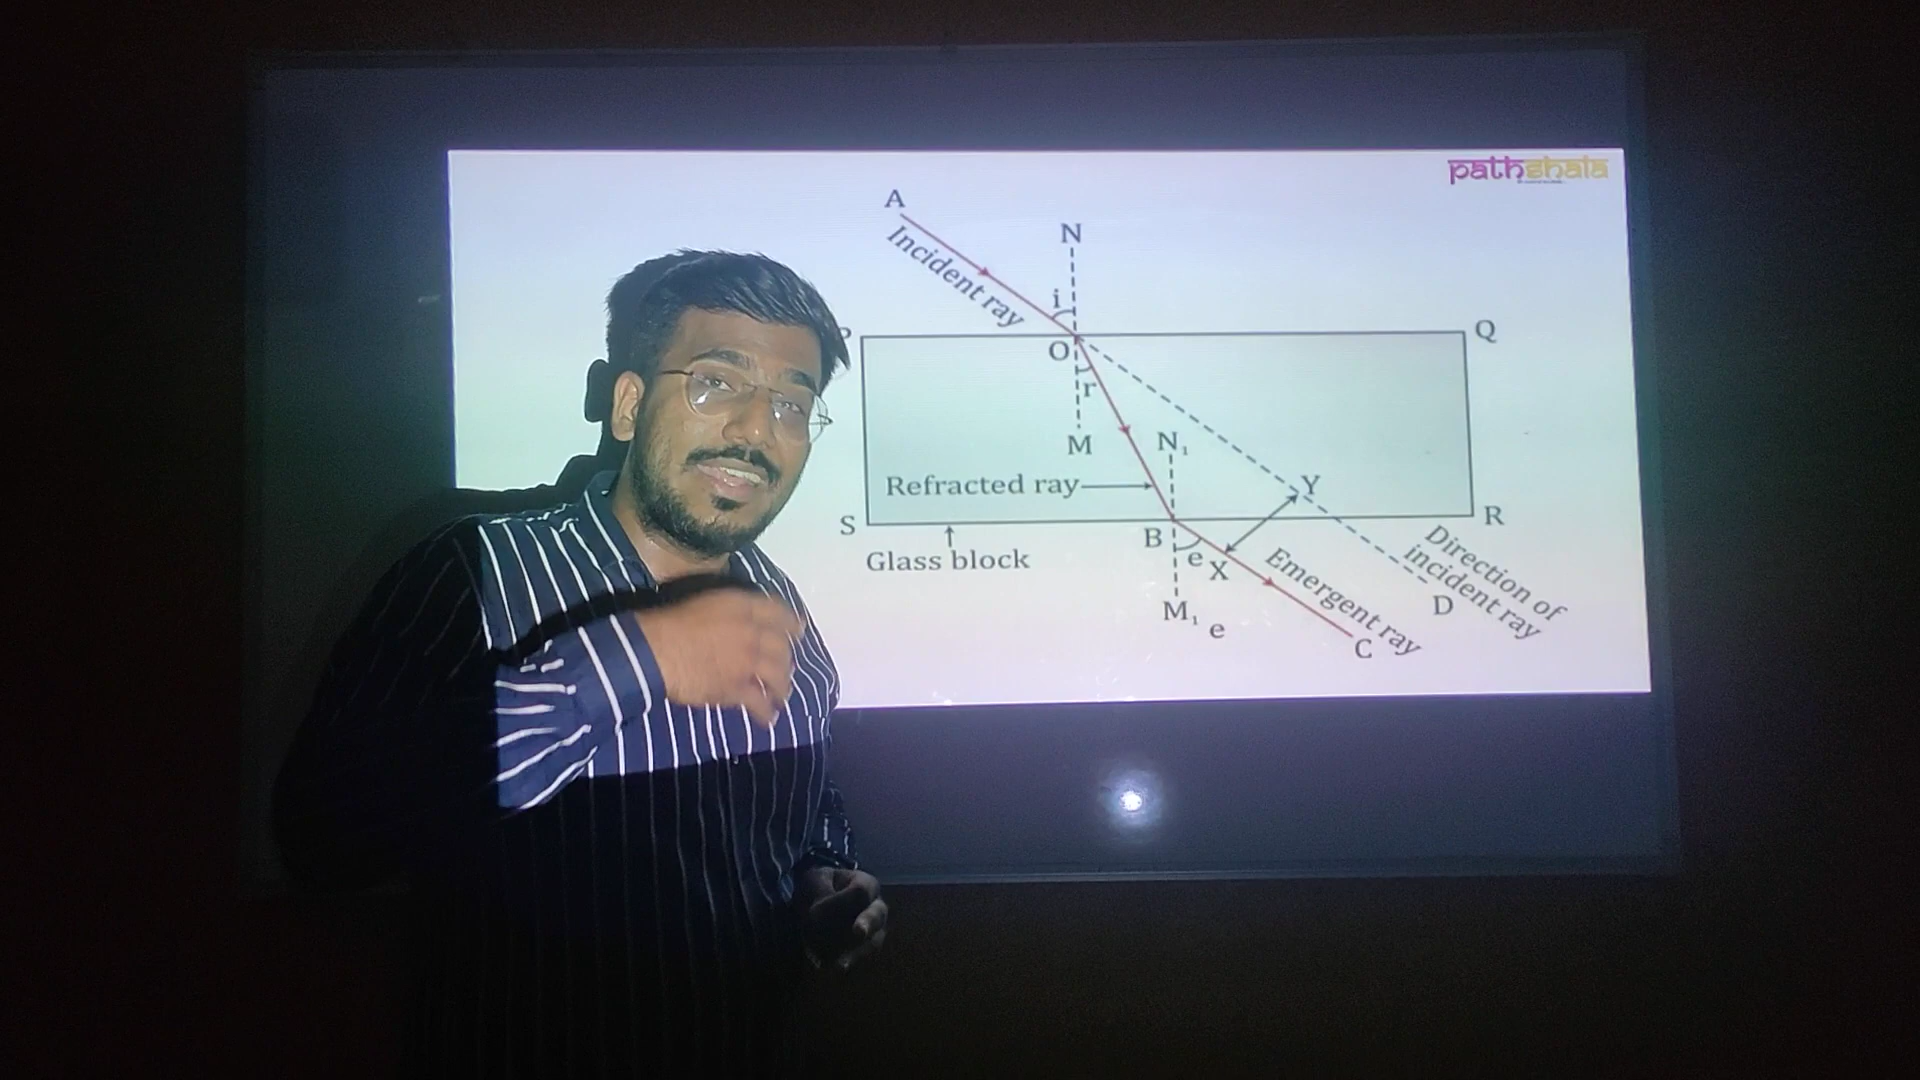 pathshala
A
Incident ray
N
i
Q
O
r
M
N₁
Refracted ray
Y
S
R
Glass block
B
e
X
Emergent ray
Direction of
incident ray
D
M₁
e
C